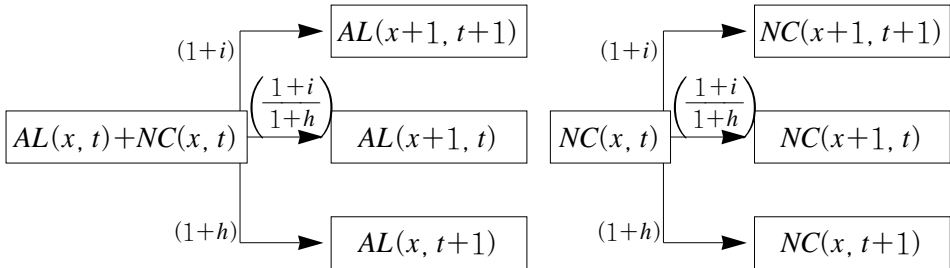 (1+i)
AL(x+1, t+1)
(1+i)
NC(x+1, t+1)
AL(x, t)+NC(x, t)
(1+i / 1+h)
AL(x+1, t)
NC(x, t)
(1+i / 1+h)
NC(x+1, t)
(1+h)
AL(x, t+1)
(1+h)
NC(x, t+1)